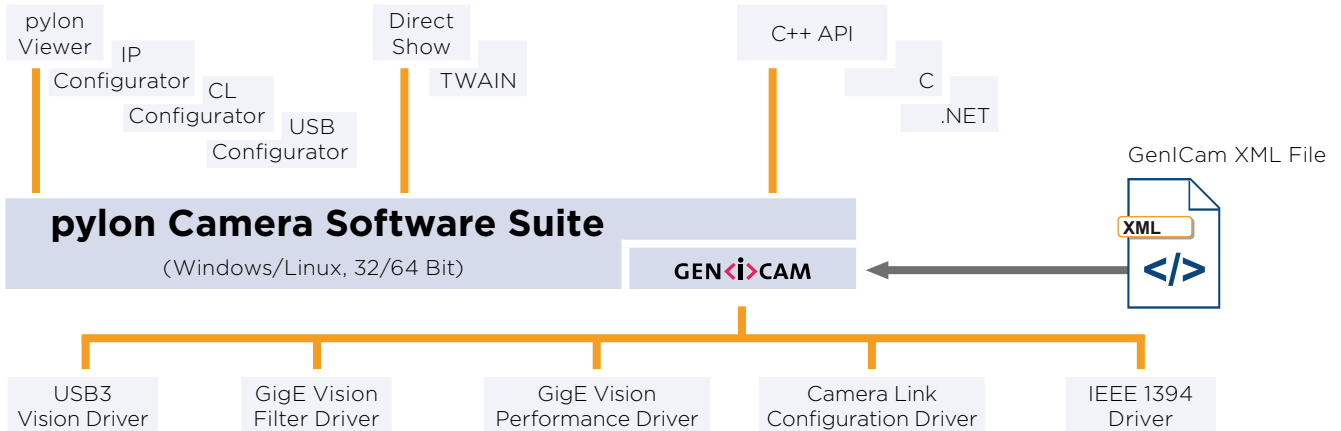 pylon
Viewer
IP
Configurator
CL
Configurator
USB
Configurator
Direct
Show
TWAIN
C++ API
C
.NET
GenICam XML File
XML
</>
pylon Camera Software Suite
(Windows/Linux, 32/64 Bit)
GEN<i>CAM
USB3
Vision Driver
GigE Vision
Filter Driver
GigE Vision
Performance Driver
Camera Link
Configuration Driver
IEEE 1394
Driver